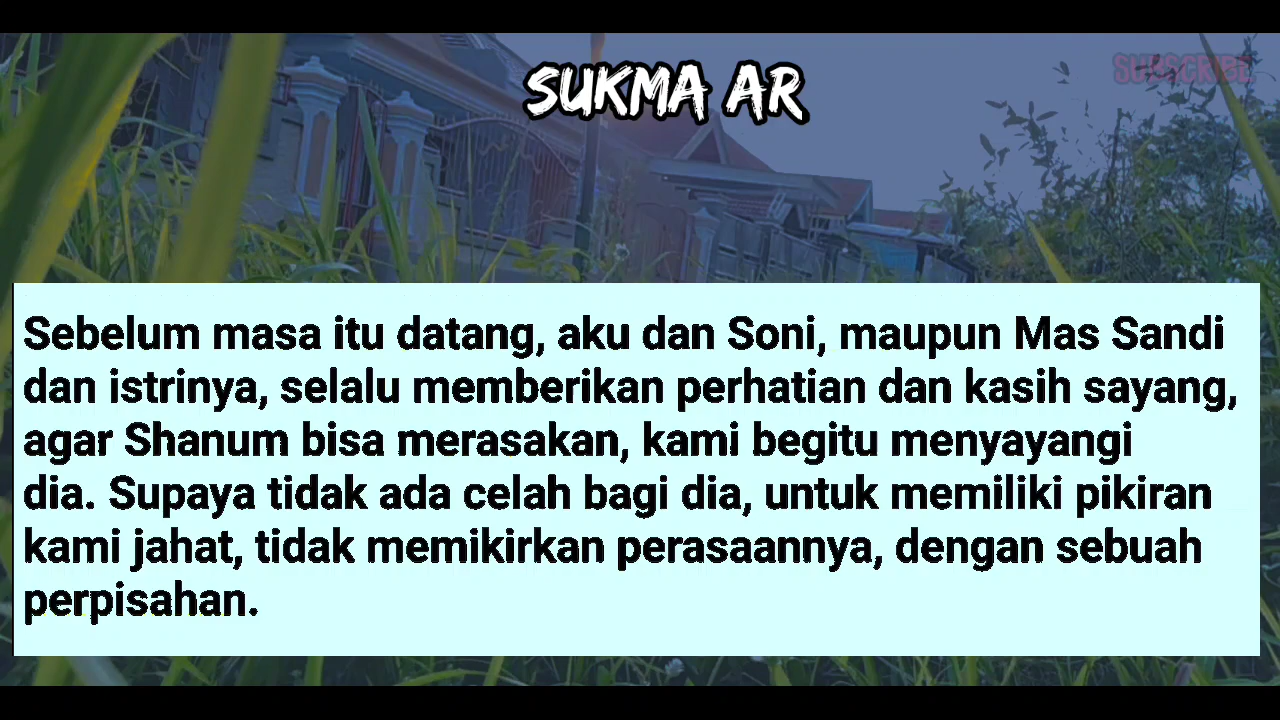 SUKMA AR
SUBSCRIBE
Sebelum masa itu datang, aku dan Soni, maupun Mas Sandi
dan istrinya, selalu memberikan perhatian dan kasih sayang,
agar Shanum bisa merasakan, kami begitu menyayangi
dia. Supaya tidak ada celah bagi dia, untuk memiliki pikiran
kami jahat, tidak memikirkan perasaannya, dengan sebuah
perpisahan.